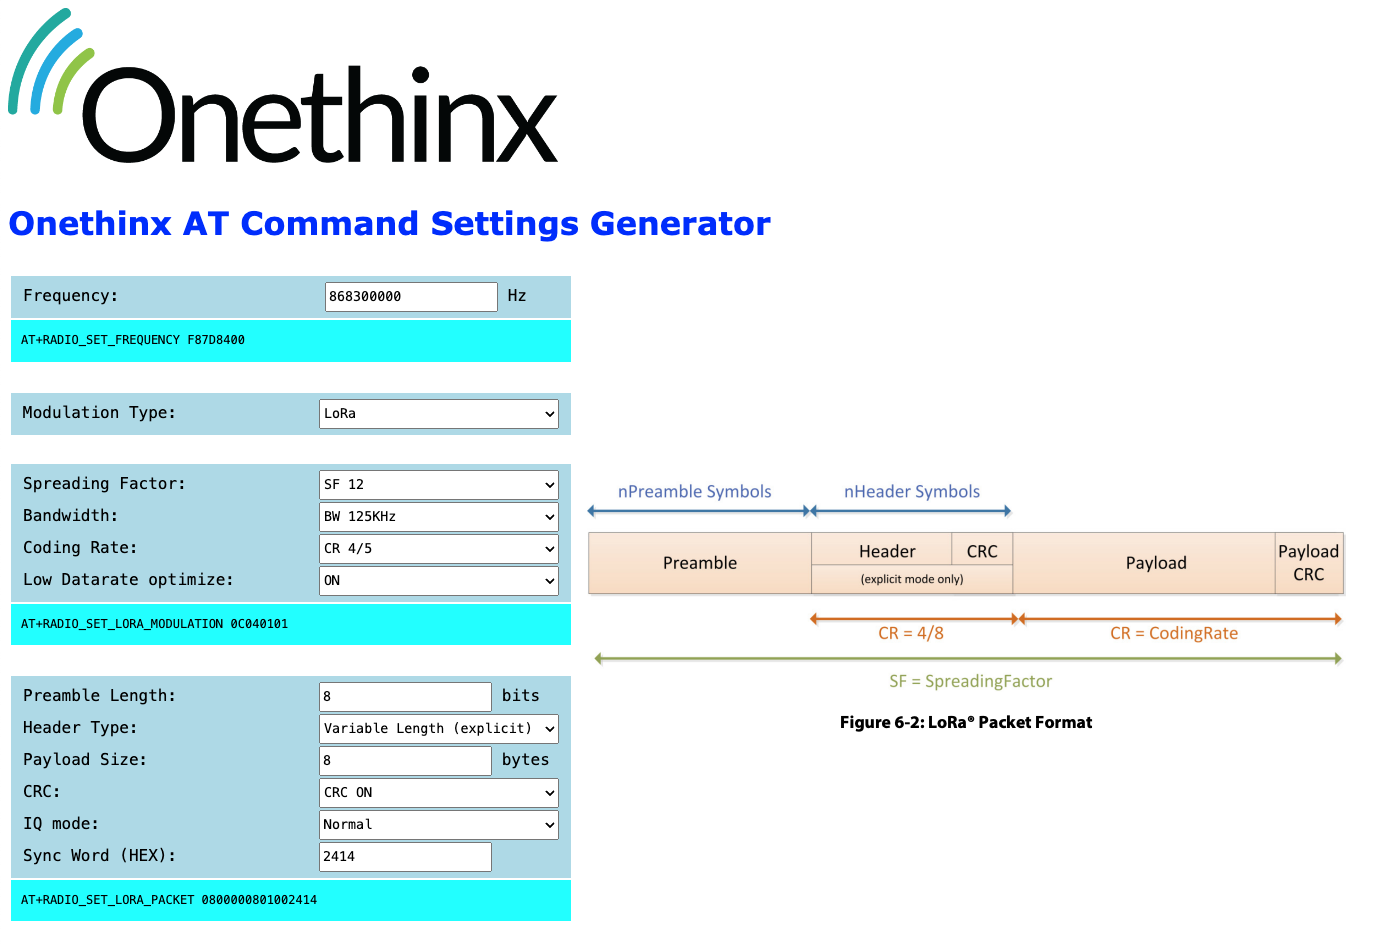 Onethinx
Onethinx AT Command Settings Generator
Frequency: 868300000 Hz
AT+RADIO_SET_FREQUENCY F87D8400
Modulation Type: LoRa
Spreading Factor: SF 12
Bandwidth: BW 125KHz
Coding Rate: CR 4/5
Low Datarate optimize: ON
AT+RADIO_SET_LORA_MODULATION 0C040101
Preamble Length: 8 bits
Header Type: Variable Length (explicit)
Payload Size: 8 bytes
CRC: CRC ON
IQ mode: Normal
Sync Word (HEX): 2414
AT+RADIO_SET_LORA_PACKET 0800000801002414
nPreamble Symbols nHeader Symbols
Preamble Header CRC Payload Payload
CRC
(explicit mode only)
CR = 4/8 CR = CodingRate
SF = SpreadingFactor
Figure 6-2: LoRa® Packet Format